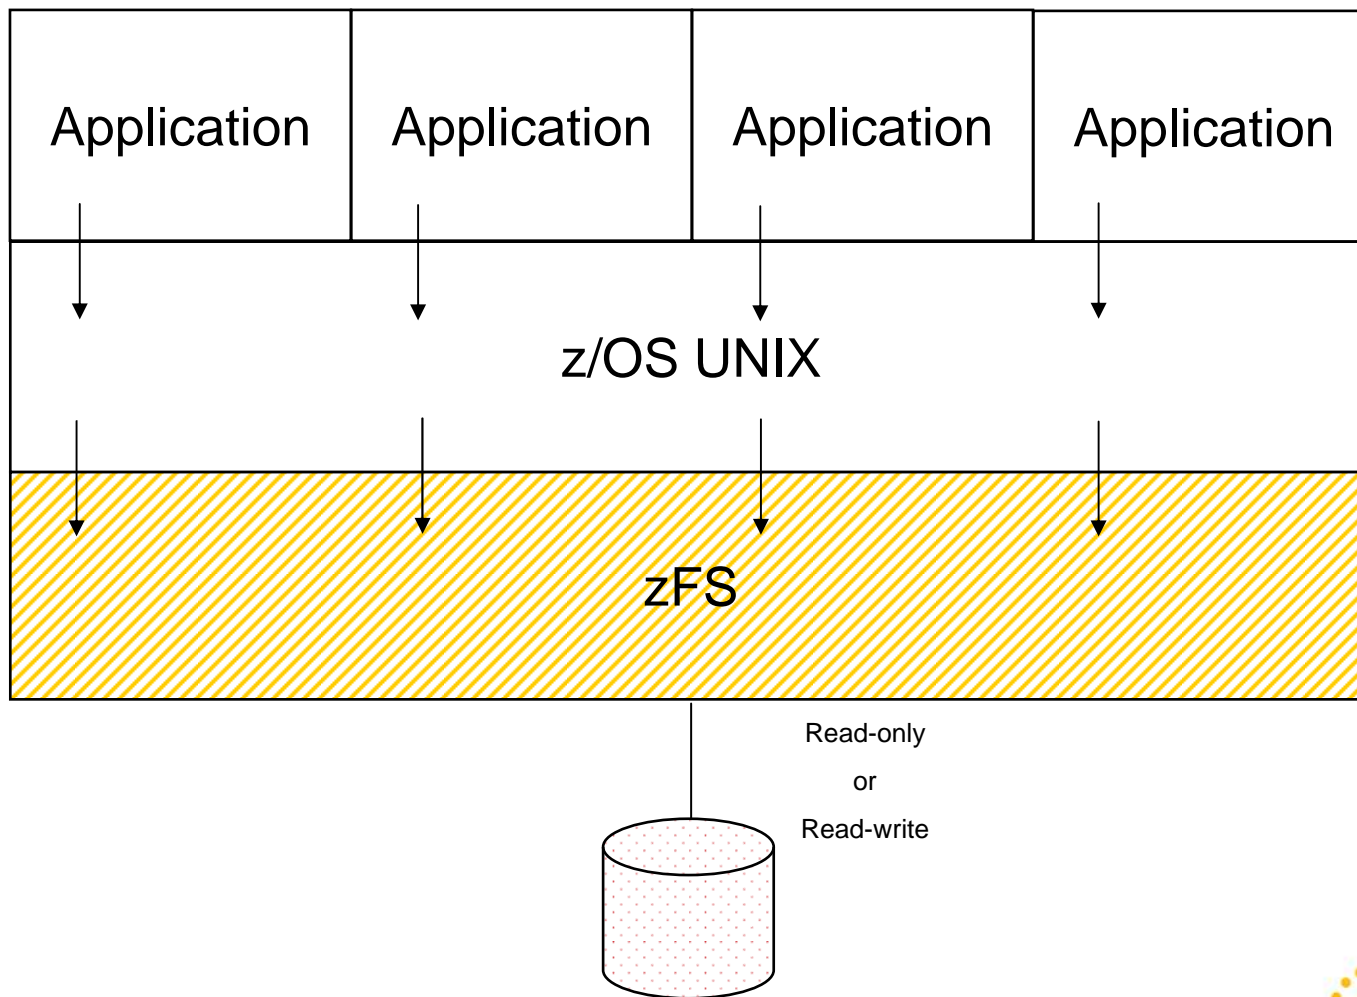 Application
Application
Application
Application
z/OS UNIX
zFS
Read-only
or
Read-write